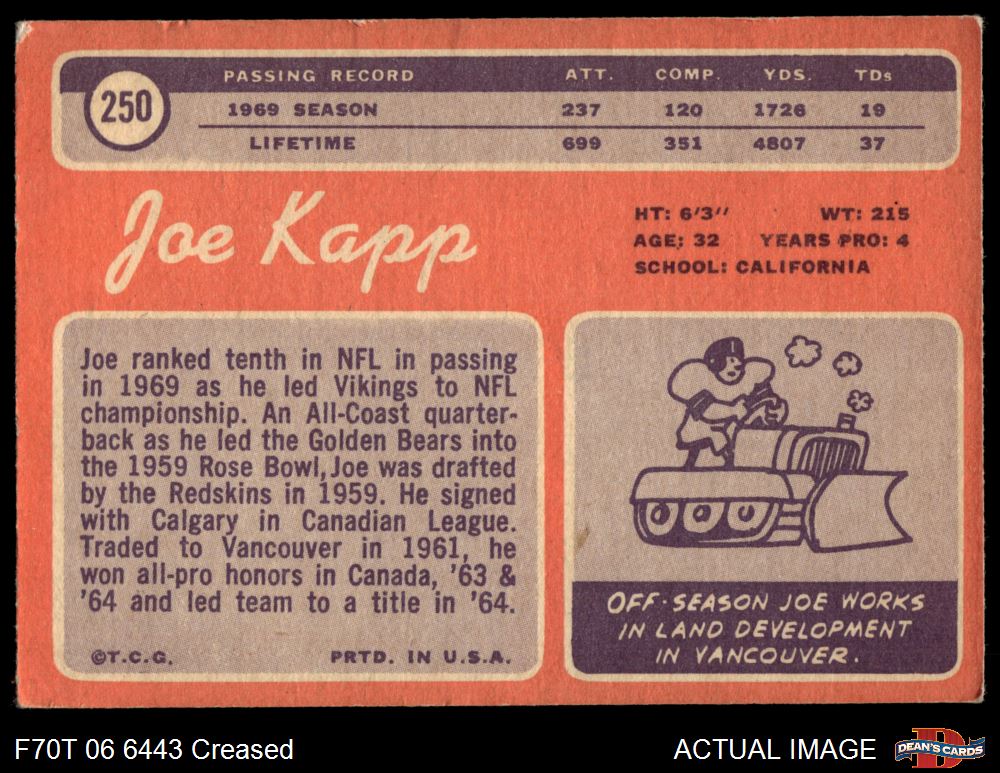 250
PASSING RECORD ATT. COMP. YDS. TDs
1969 SEASON 237 120 1726 19
LIFETIME 699 351 4807 37
Joe Kapp
HT: 6'3" WT: 215
AGE: 32 YEARS PRO: 4
SCHOOL: CALIFORNIA
Joe ranked tenth in NFL in passing
in 1969 as he led Vikings to NFL
championship. An All-Coast quarter-
back as he led the Golden Bears into
the 1959 Rose Bowl, Joe was drafted
by the Redskins in 1959. He signed
with Calgary in Canadian League.
Traded to Vancouver in 1961, he
won all-pro honors in Canada, '63 &
'64 and led team to a title in '64.
©T.C.G. PRTD. IN U.S.A.
OFF-SEASON JOE WORKS
IN LAND DEVELOPMENT
IN VANCOUVER.
F70T 06 6443 Creased
ACTUAL IMAGE
D
DEAN'S CARDS